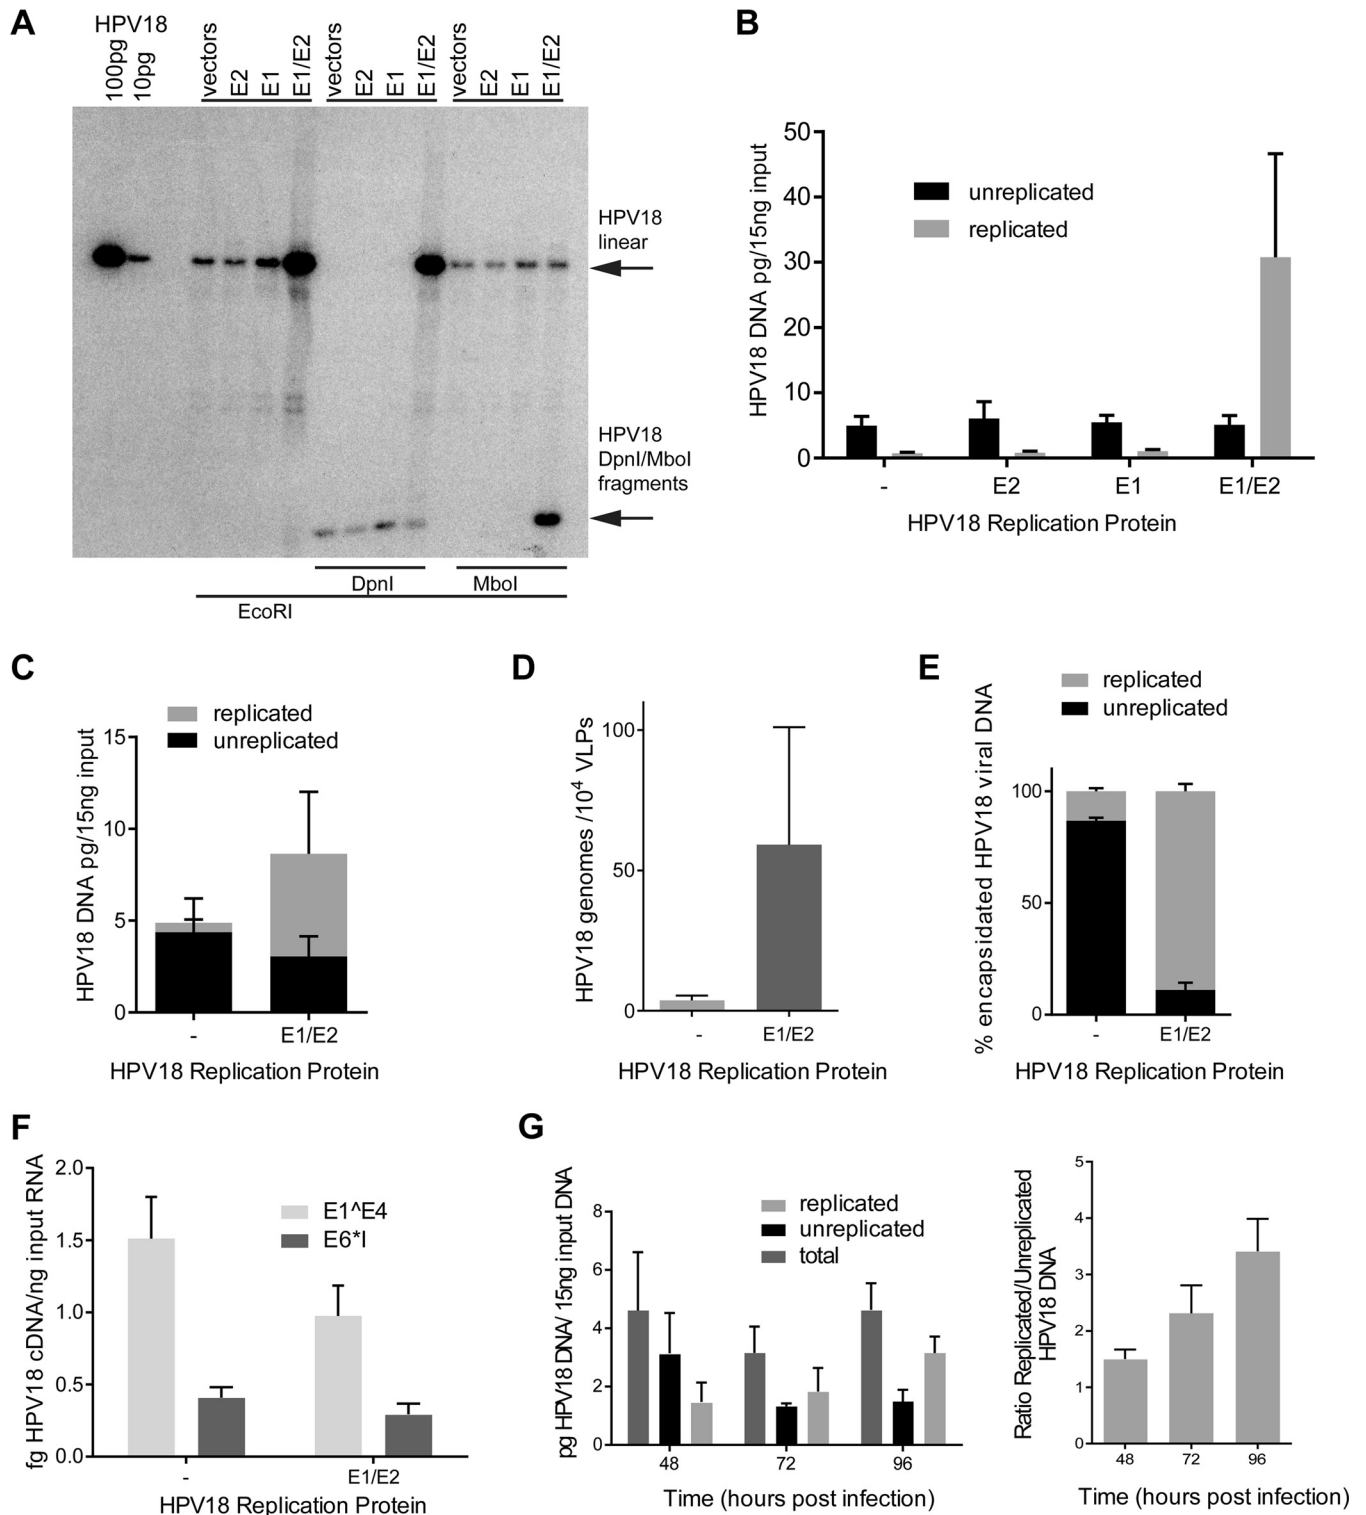 A
HPV18
100pg
10pg
vectors
E2
E1
E1/E2
vectors
E2
E1
E1/E2
vectors
E2
E1
E1/E2
HPV18
linear
HPV18
DpnI/MboI
fragments
DpnI
MboI
EcoRI
B
HPV18 DNA pg/15ng input
50
40
30
20
10
0
unreplicated
replicated
-
E2
E1
E1/E2
HPV18 Replication Protein
C
replicated
unreplicated
HPV18 DNA pg/15ng input
15
10
5
0
-
E1/E2
HPV18 Replication Protein
D
HPV18 genomes /10⁴ VLPs
100
50
0
-
E1/E2
HPV18 Replication Protein
E
replicated
unreplicated
% encapsidated HPV18 viral DNA
100
50
0
-
E1/E2
HPV18 Replication Protein
F
fg HPV18 cDNA/ng input RNA
2.0
1.5
1.0
0.5
0.0
E1^E4
E6*I
-
E1/E2
HPV18 Replication Protein
G
pg HPV18 DNA/ 15ng input DNA
8
6
4
2
0
replicated
unreplicated
total
48
72
96
Time (hours post infection)
Ratio Replicated/Unreplicated
HPV18 DNA
5
4
3
2
1
0
48
72
96
Time (hours post infection)